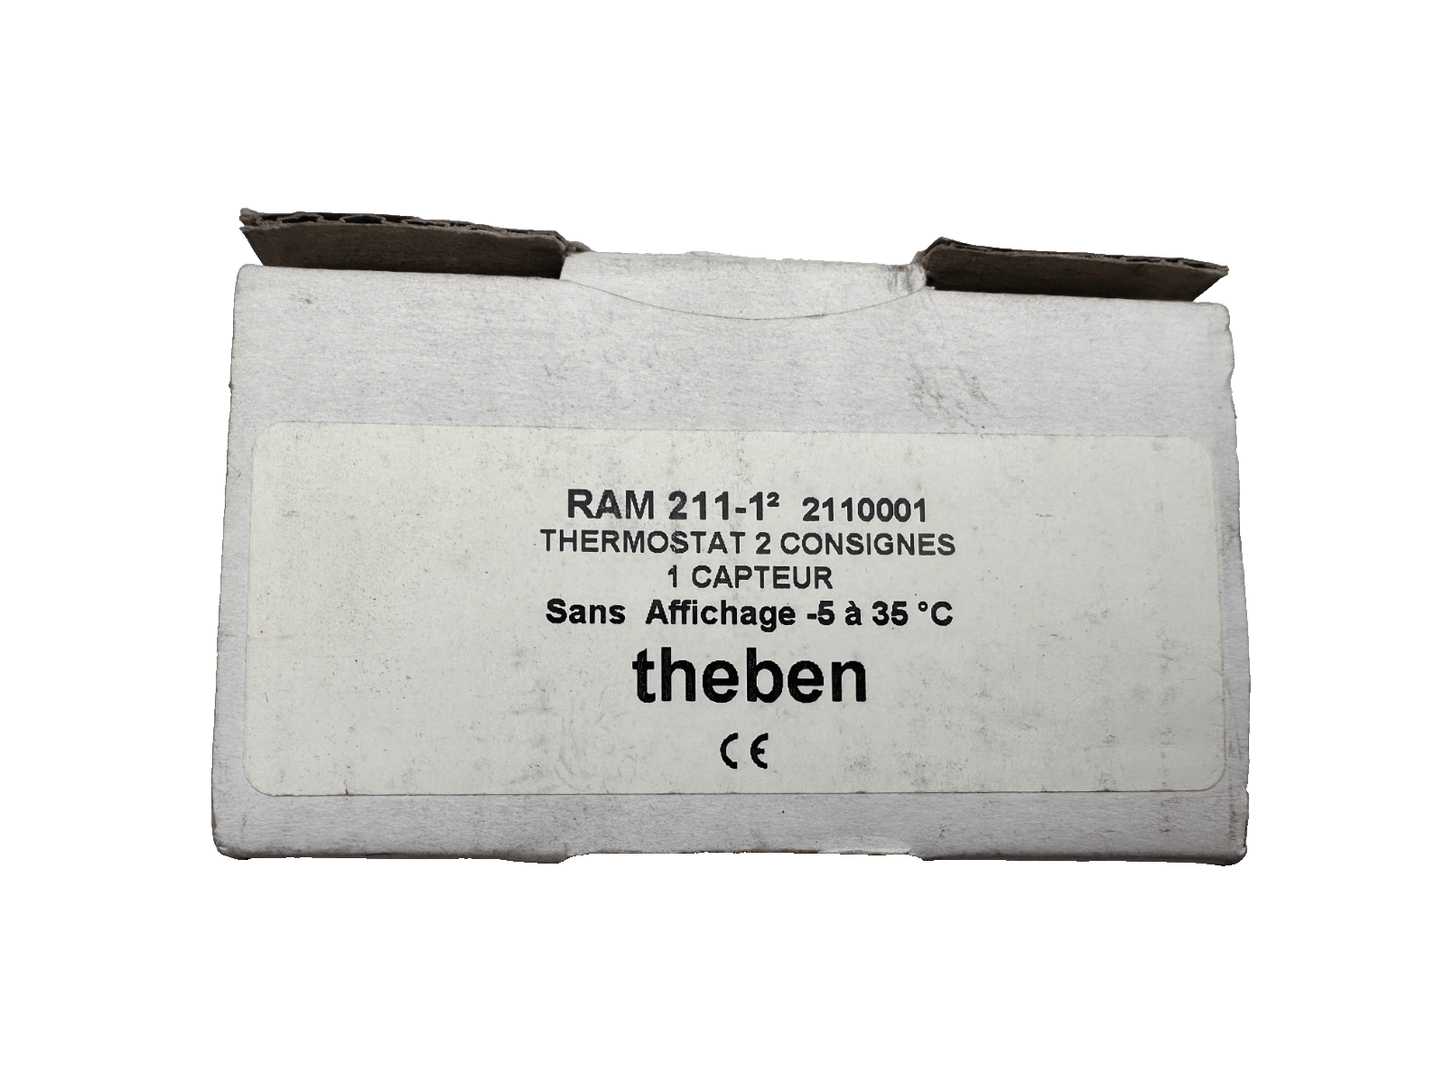 RAM 211-1² 2110001
THERMOSTAT 2 CONSIGNES
1 CAPTEUR
Sans Affichage -5 à 35 °C
theben
CE